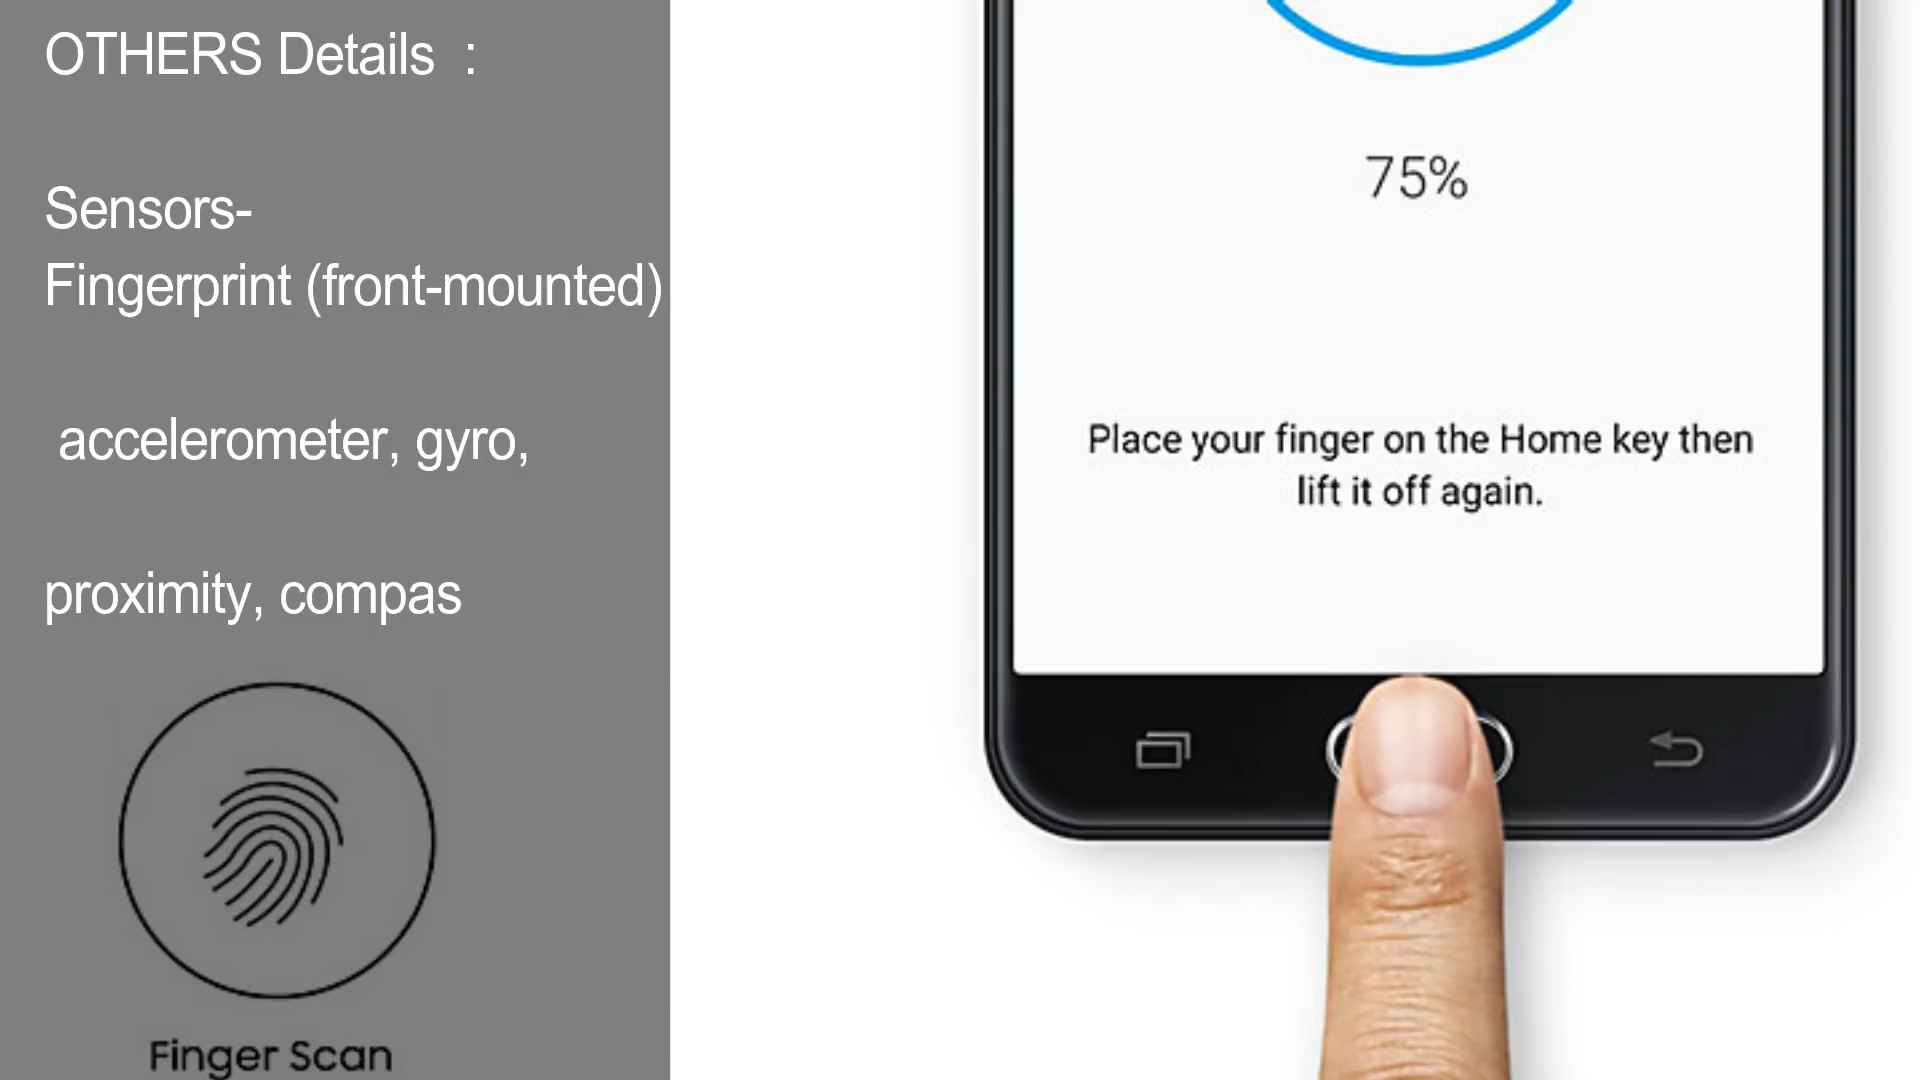 OTHERS Details  :
Sensors-
Fingerprint (front-mounted)
accelerometer, gyro,
proximity, compas
Finger Scan
75%
Place your finger on the Home key then
lift it off again.